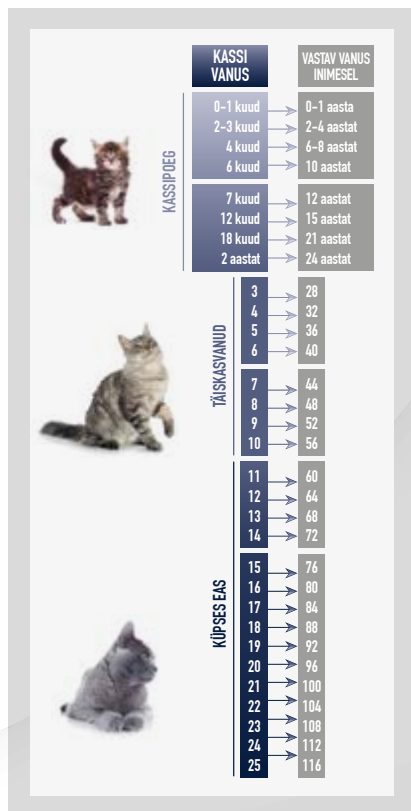 KASSI
VANUS
VASTAV VANUS
INIMESEL
KASSIPOEG
0-1 kuud 0-1 aasta
2-3 kuud 2-4 aastat
4 kuud 6-8 aastat
6 kuud 10 aastat
7 kuud 12 aastat
12 kuud 15 aastat
18 kuud 21 aastat
2 aastat 24 aastat
TÄISKASVANUD
3 28
4 32
5 36
6 40
7 44
8 48
9 52
10 56
KÜPSES EAS
11 60
12 64
13 68
14 72
15 76
16 80
17 84
18 88
19 92
20 96
21 100
22 104
23 108
24 112
25 116